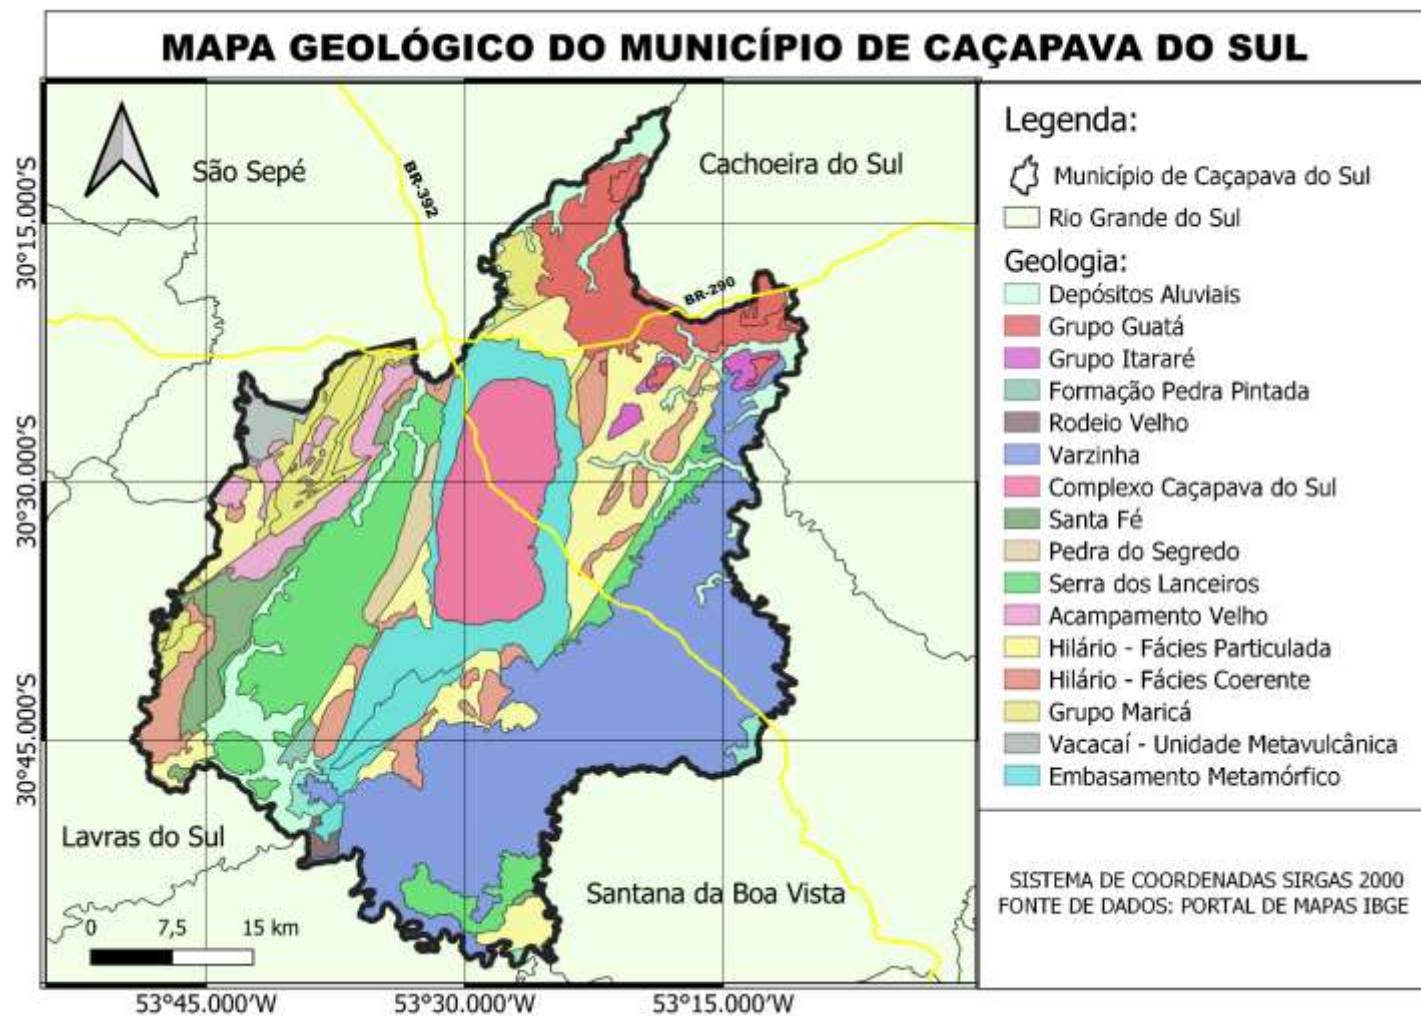 MAPA GEOLÓGICO DO MUNICÍPIO DE CAÇAPAVA DO SUL
São Sepé
Cachoeira do Sul
BR-392
BR-290
Lavras do Sul
Santana da Boa Vista
0 7,5 15 km
30°15.000'S
30°30.000'S
30°45.000'S
53°45.000'W
53°30.000'W
53°15.000'W
Legenda:
Município de Caçapava do Sul
Rio Grande do Sul
Geologia:
Depósitos Aluviais
Grupo Guatá
Grupo Itararé
Formação Pedra Pintada
Rodeio Velho
Varzinha
Complexo Caçapava do Sul
Santa Fé
Pedra do Segredo
Serra dos Lanceiros
Acampamento Velho
Hilário - Fácies Particulada
Hilário - Fácies Coerente
Grupo Maricá
Vacacaí - Unidade Metavulcânica
Embasamento Metamórfico
SISTEMA DE COORDENADAS SIRGAS 2000
FONTE DE DADOS: PORTAL DE MAPAS IBGE